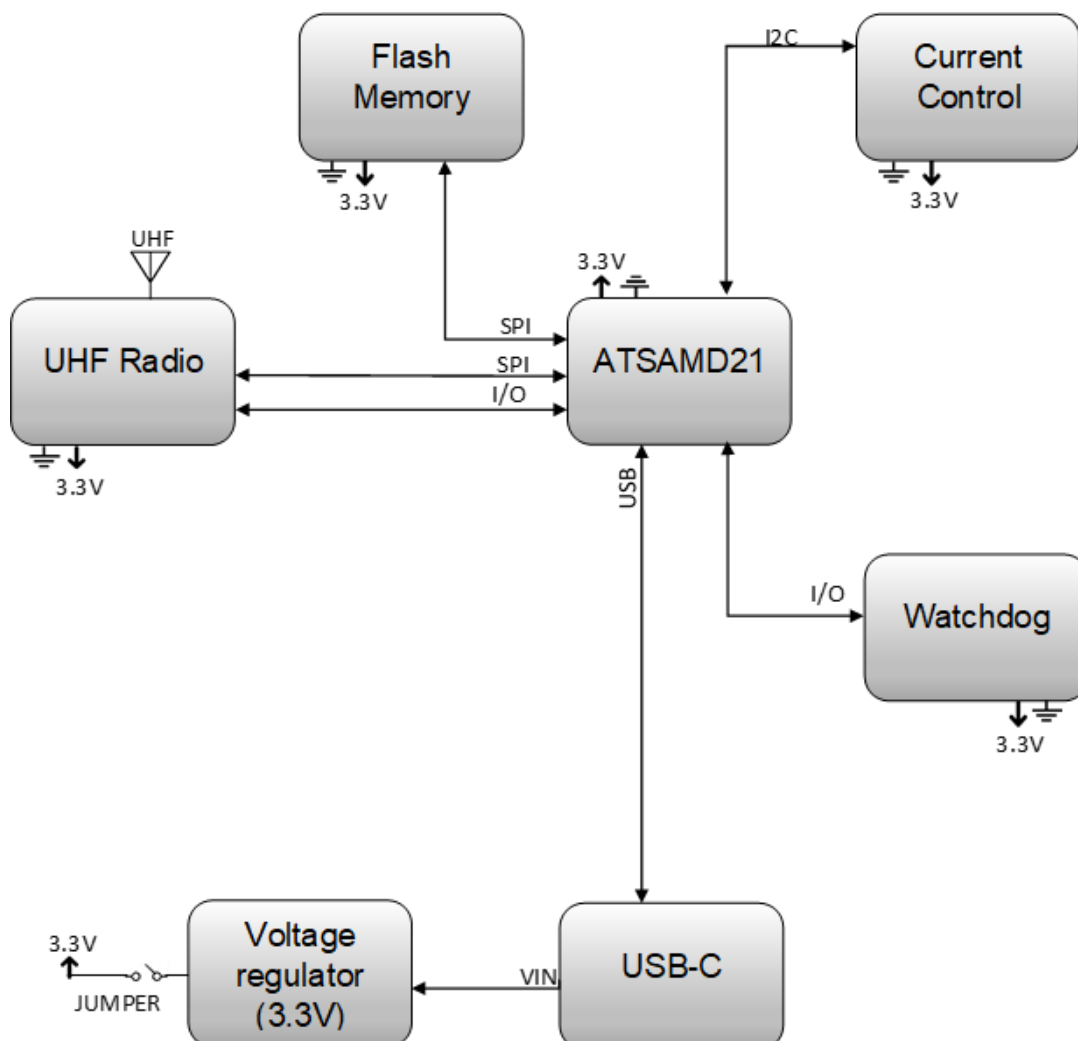 Flash
Memory
3.3V
I2C
Current
Control
3.3V
UHF
UHF Radio
3.3V
3.3V
ATSAMD21
SPI
SPI
I/O
USB
I/O
Watchdog
3.3V
3.3V
JUMPER
Voltage
regulator
(3.3V)
VIN
USB-C